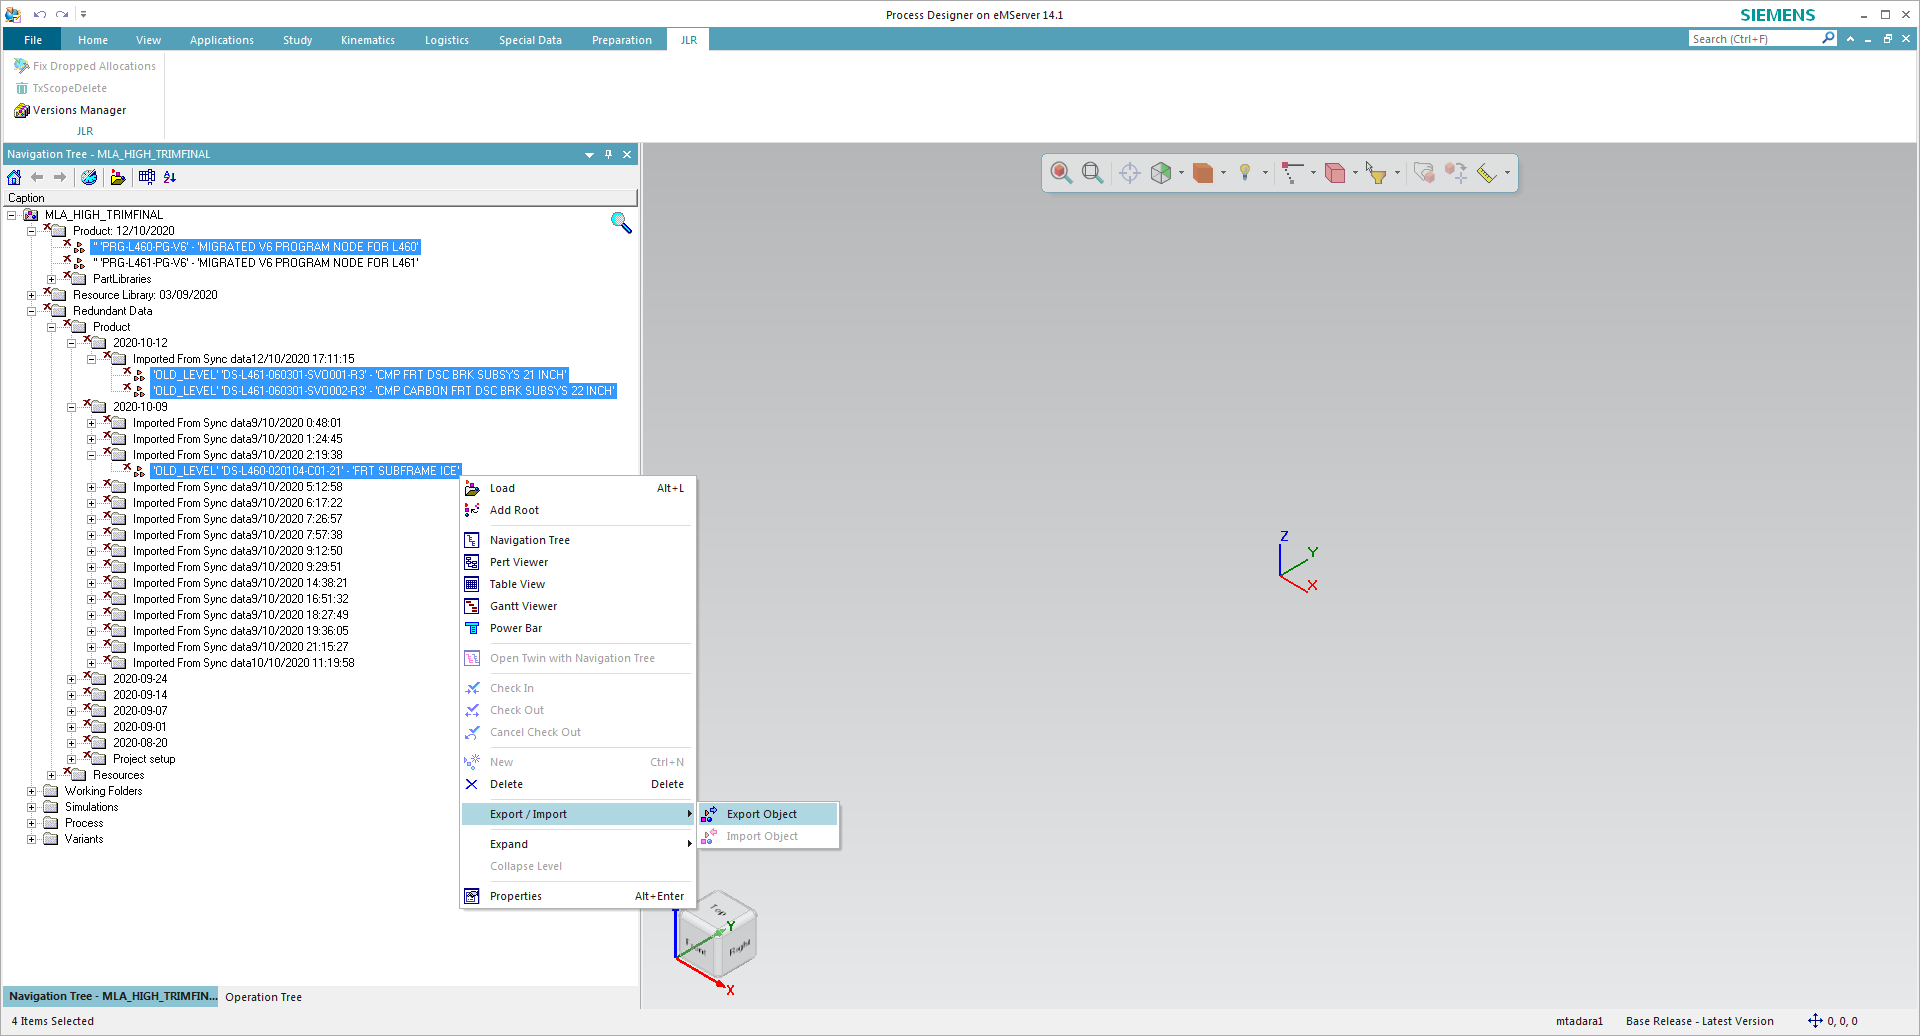 Process Designer on eMServer 14.1
SIEMENS
File Home View Applications Study Kinematics Logistics Special Data Preparation JLR
Search (Ctrl+F)
Fix Dropped Allocations
TxScopeDelete
Versions Manager
JLR
Navigation Tree - MLA_HIGH_TRIMFINAL
Caption
MLA_HIGH_TRIMFINAL
Product: 12/10/2020
" 'PRG-L460-PG-V6' - 'MIGRATED V6 PROGRAM NODE FOR L460'
" 'PRG-L461-PG-V6' - 'MIGRATED V6 PROGRAM NODE FOR L461'
PartLibraries
Resource Library: 03/09/2020
Redundant Data
Product
2020-10-12
Imported From Sync data12/10/2020 17:11:15
'OLD_LEVEL' 'DS-L461-060301-SVO001-R3' - 'CMP FRT DSC BRK SUBSYS 21 INCH'
'OLD_LEVEL' 'DS-L461-060301-SVO002-R3' - 'CMP CARBON FRT DSC BRK SUBSYS 22 INCH'
2020-10-09
Imported From Sync data9/10/2020 0:48:01
Imported From Sync data9/10/2020 1:24:45
Imported From Sync data9/10/2020 2:19:38
'OLD_LEVEL' 'DS-L460-020104-C01-21' - 'FRT SUBFRAME ICE'
Imported From Sync data9/10/2020 5:12:58
Imported From Sync data9/10/2020 6:17:22
Imported From Sync data9/10/2020 7:26:57
Imported From Sync data9/10/2020 7:57:38
Imported From Sync data9/10/2020 9:12:50
Imported From Sync data9/10/2020 9:29:51
Imported From Sync data9/10/2020 14:38:21
Imported From Sync data9/10/2020 16:51:32
Imported From Sync data9/10/2020 18:27:49
Imported From Sync data9/10/2020 19:36:05
Imported From Sync data9/10/2020 21:15:27
Imported From Sync data10/10/2020 11:19:58
2020-09-24
2020-09-14
2020-09-07
2020-09-01
2020-08-20
Project setup
Resources
Working Folders
Simulations
Process
Variants
Load Alt+L
Add Root
Navigation Tree
Pert Viewer
Table View
Gantt Viewer
Power Bar
Open Twin with Navigation Tree
Check In
Check Out
Cancel Check Out
New Ctrl+N
Delete Delete
Export / Import
Expand
Collapse Level
Properties Alt+Enter
Export Object
Import Object
Z
Y
X
Top
Y
Front Right
X
Navigation Tree - MLA_HIGH_TRIMFIN... Operation Tree
4 Items Selected
mtadara1 Base Release - Latest Version 0, 0, 0